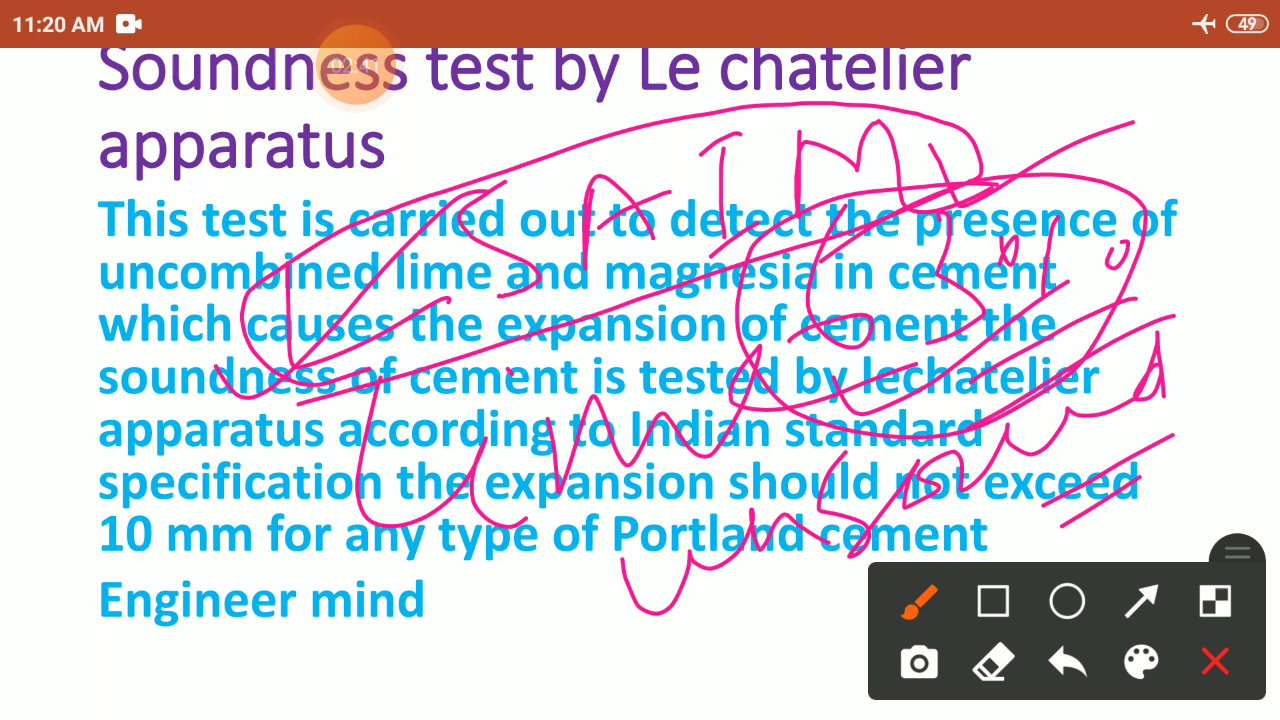 11:20 AM
49
02:41
Soundness test by Le chatelier
apparatus
This test is carried out to detect the presence of
uncombined lime and magnesia in cement
which causes the expansion of cement the
soundness of cement is tested by lechatelier
apparatus according to Indian standard
specification the expansion should not exceed
10 mm for any type of Portland cement
Engineer mind
unsound